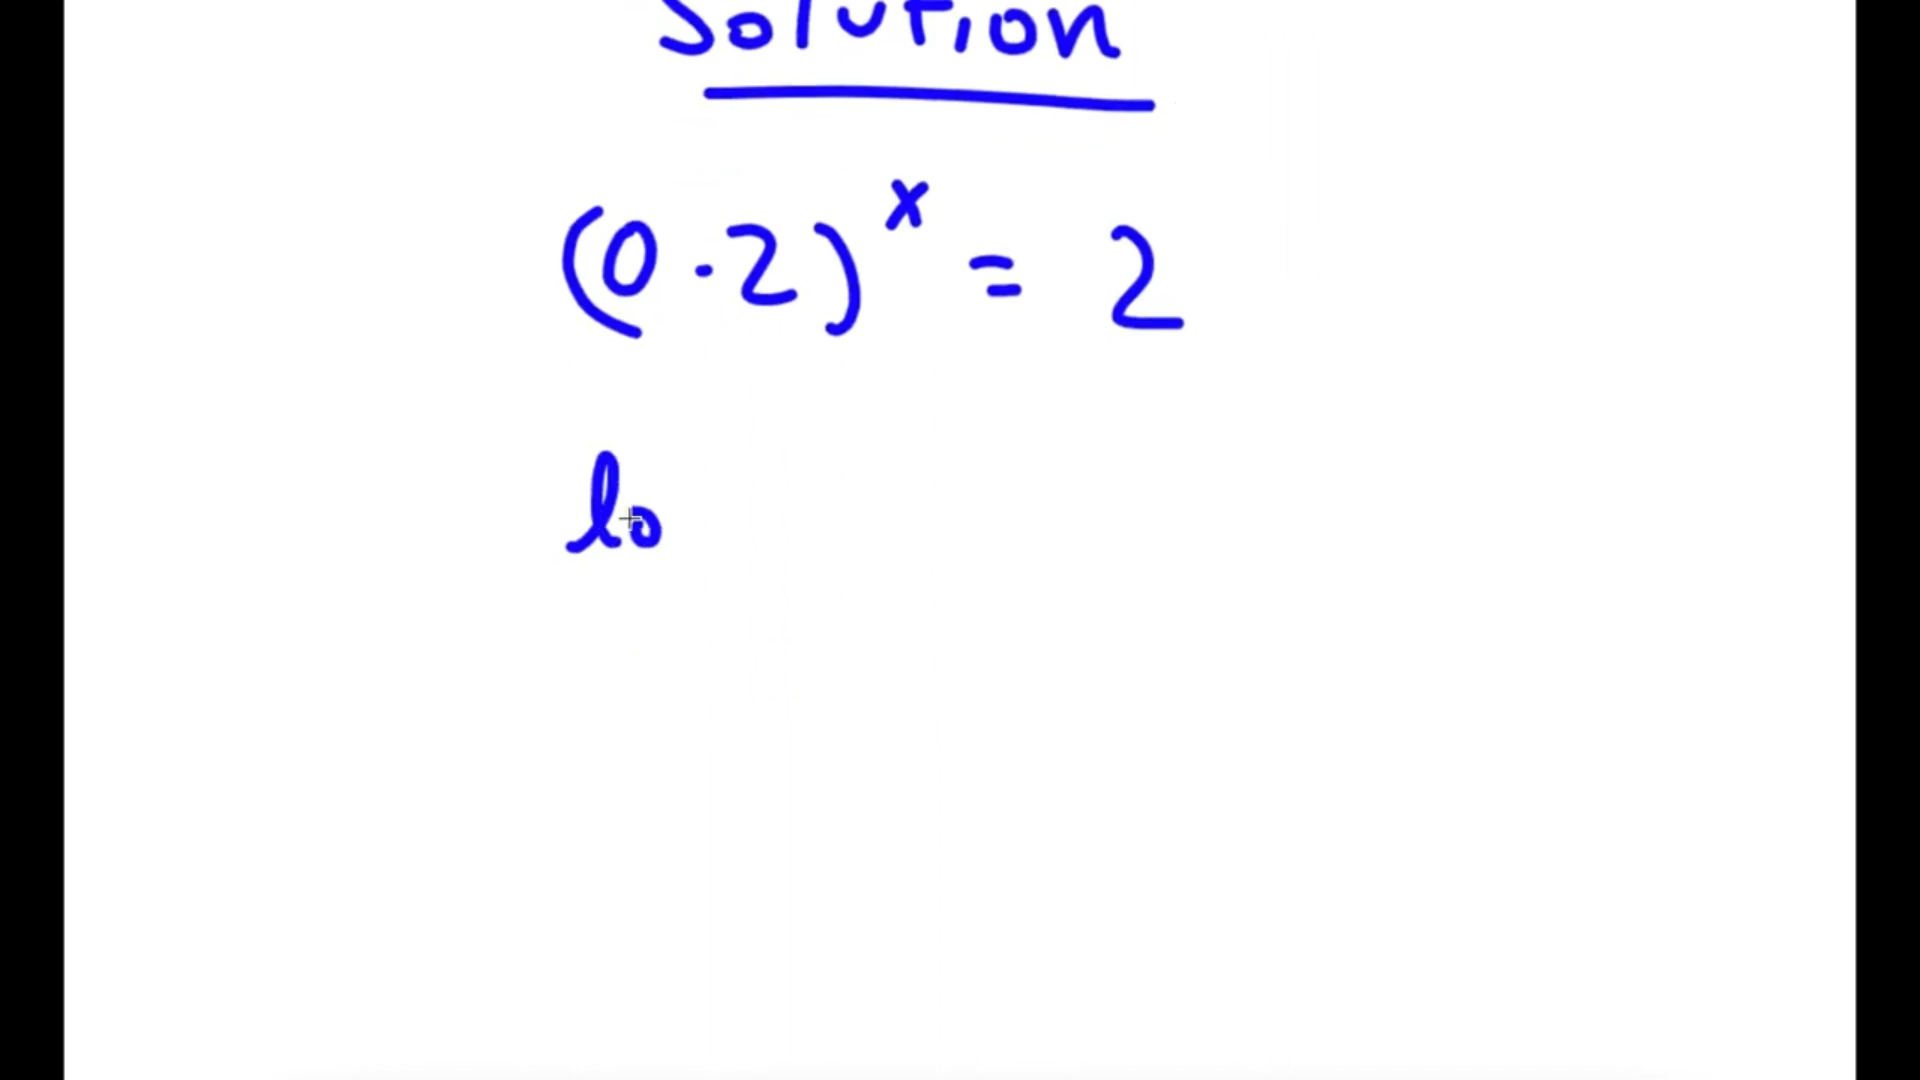 Solution
(0.2)^x = 2
lo